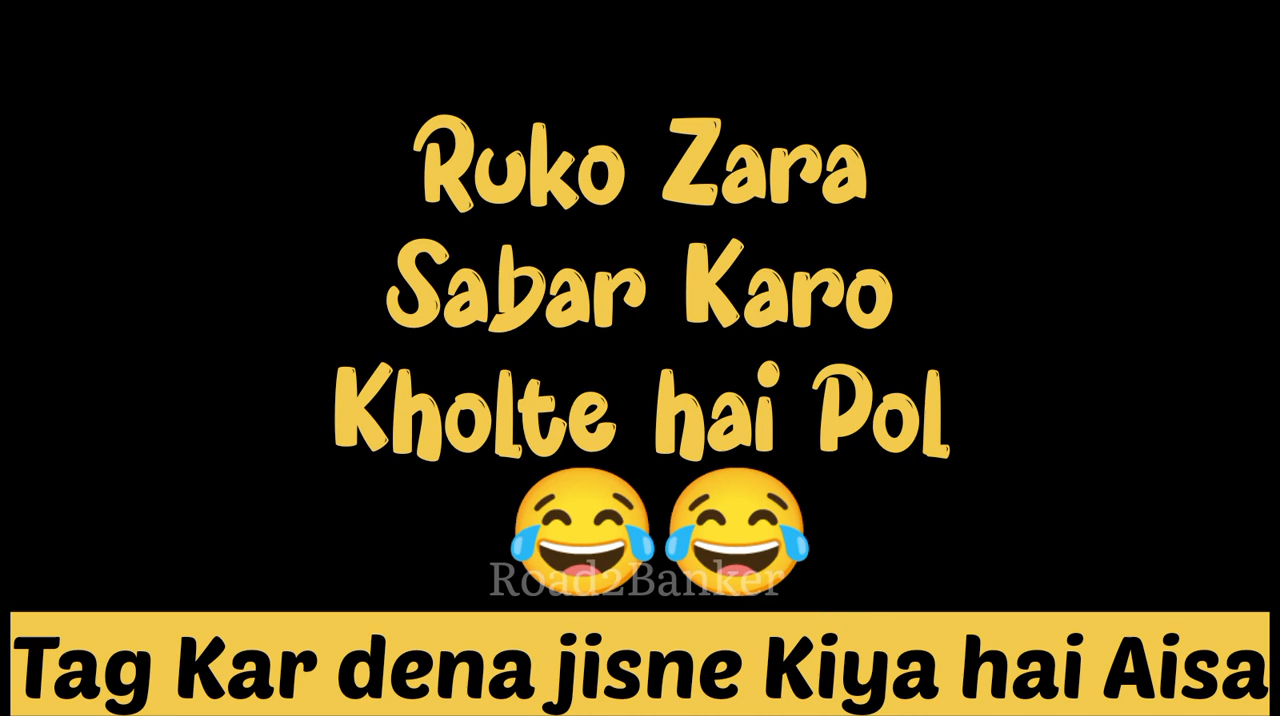 Ruko Zara
Sabar Karo
Kholte hai Pol
😂😂
Road2Banker
Tag Kar dena jisne Kiya hai Aisa